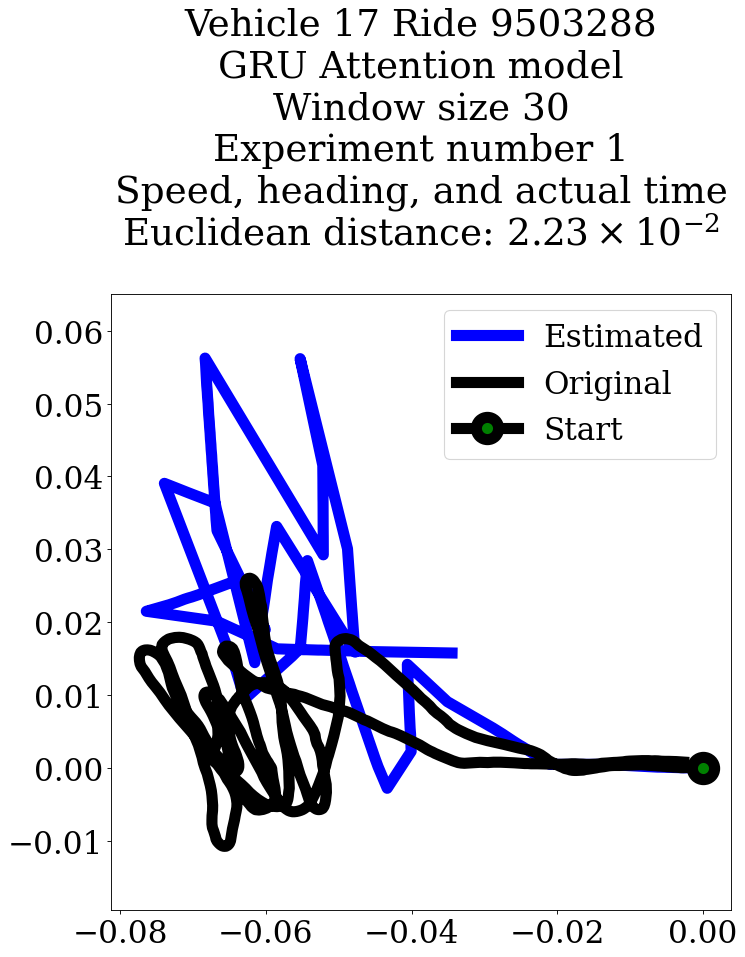 Vehicle 17 Ride 9503288
GRU Attention model
Window size 30
Experiment number 1
Speed, heading, and actual time
Euclidean distance: 2.23 × 10⁻²
Estimated
Original
Start
0.06
0.05
0.04
0.03
0.02
0.01
0.00
−0.01
−0.08 −0.06 −0.04 −0.02 0.00